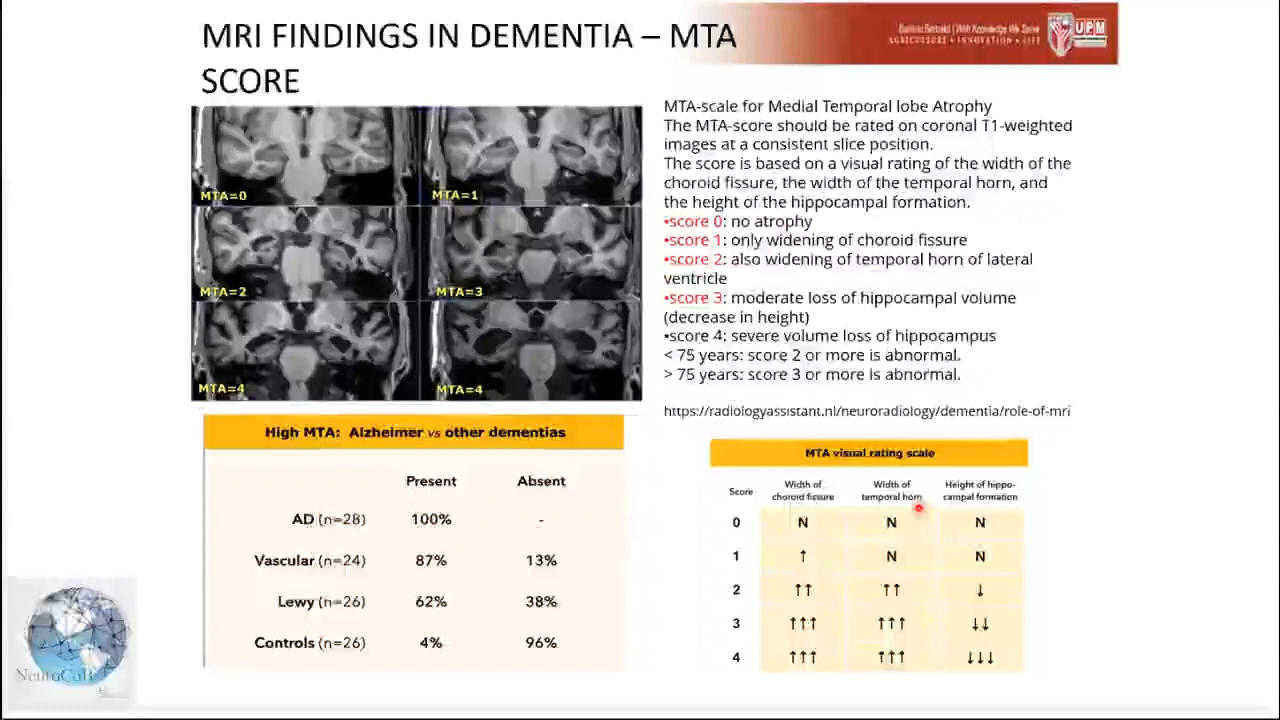 MRI FINDINGS IN DEMENTIA – MTA
SCORE
With Knowledge We Serve
AGRICULTURE • INNOVATION • LIFE
UPM
MTA=0
MTA=1
MTA=2
MTA=3
MTA=4
MTA=4
MTA-scale for Medial Temporal lobe Atrophy
The MTA-score should be rated on coronal T1-weighted
images at a consistent slice position.
The score is based on a visual rating of the width of the
choroid fissure, the width of the temporal horn, and
the height of the hippocampal formation.
•score 0: no atrophy
•score 1: only widening of choroid fissure
•score 2: also widening of temporal horn of lateral
ventricle
•score 3: moderate loss of hippocampal volume
(decrease in height)
•score 4: severe volume loss of hippocampus
< 75 years: score 2 or more is abnormal.
> 75 years: score 3 or more is abnormal.
https://radiologyassistant.nl/neuroradiology/dementia/role-of-mri
High MTA: Alzheimer vs other dementias
Present Absent
AD (n=28) 100% -
Vascular (n=24) 87% 13%
Lewy (n=26) 62% 38%
Controls (n=26) 4% 96%
MTA visual rating scale
Score Width of choroid fissure Width of temporal horn Height of hippo-campal formation
0 N N N
1 ↑ N N
2 ↑↑ ↑↑ ↓
3 ↑↑↑ ↑↑↑ ↓↓
4 ↑↑↑ ↑↑↑ ↓↓↓